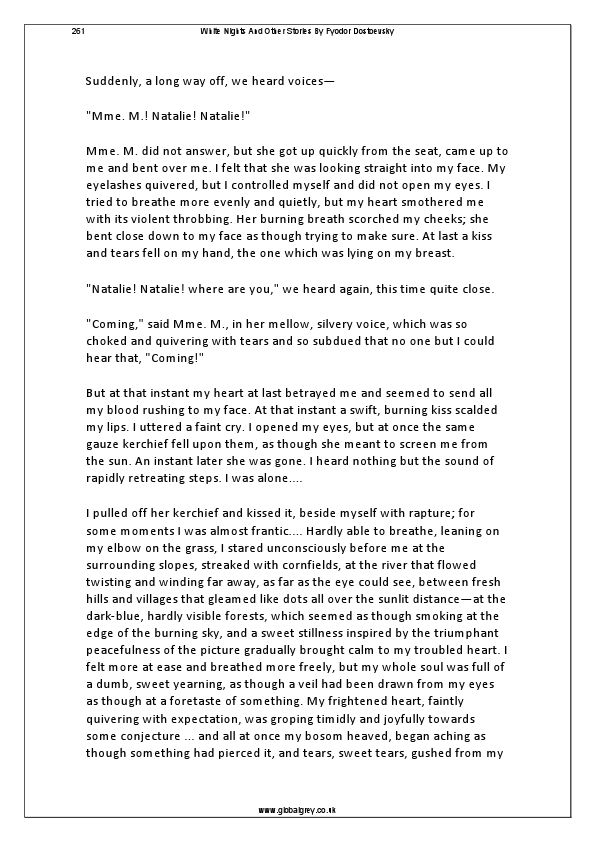 261 White Nights And Other Stories By Fyodor Dostoevsky
Suddenly, a long way off, we heard voices—
"Mme. M.! Natalie! Natalie!"
Mme. M. did not answer, but she got up quickly from the seat, came up to
me and bent over me. I felt that she was looking straight into my face. My
eyelashes quivered, but I controlled myself and did not open my eyes. I
tried to breathe more evenly and quietly, but my heart smothered me
with its violent throbbing. Her burning breath scorched my cheeks; she
bent close down to my face as though trying to make sure. At last a kiss
and tears fell on my hand, the one which was lying on my breast.
"Natalie! Natalie! where are you," we heard again, this time quite close.
"Coming," said Mme. M., in her mellow, silvery voice, which was so
choked and quivering with tears and so subdued that no one but I could
hear that, "Coming!"
But at that instant my heart at last betrayed me and seemed to send all
my blood rushing to my face. At that instant a swift, burning kiss scalded
my lips. I uttered a faint cry. I opened my eyes, but at once the same
gauze kerchief fell upon them, as though she meant to screen me from
the sun. An instant later she was gone. I heard nothing but the sound of
rapidly retreating steps. I was alone....
I pulled off her kerchief and kissed it, beside myself with rapture; for
some moments I was almost frantic.... Hardly able to breathe, leaning on
my elbow on the grass, I stared unconsciously before me at the
surrounding slopes, streaked with cornfields, at the river that flowed
twisting and winding far away, as far as the eye could see, between fresh
hills and villages that gleamed like dots all over the sunlit distance—at the
dark-blue, hardly visible forests, which seemed as though smoking at the
edge of the burning sky, and a sweet stillness inspired by the triumphant
peacefulness of the picture gradually brought calm to my troubled heart. I
felt more at ease and breathed more freely, but my whole soul was full of
a dumb, sweet yearning, as though a veil had been drawn from my eyes
as though at a foretaste of something. My frightened heart, faintly
quivering with expectation, was groping timidly and joyfully towards
some conjecture ... and all at once my bosom heaved, began aching as
though something had pierced it, and tears, sweet tears, gushed from my
www.globalgrey.co.uk